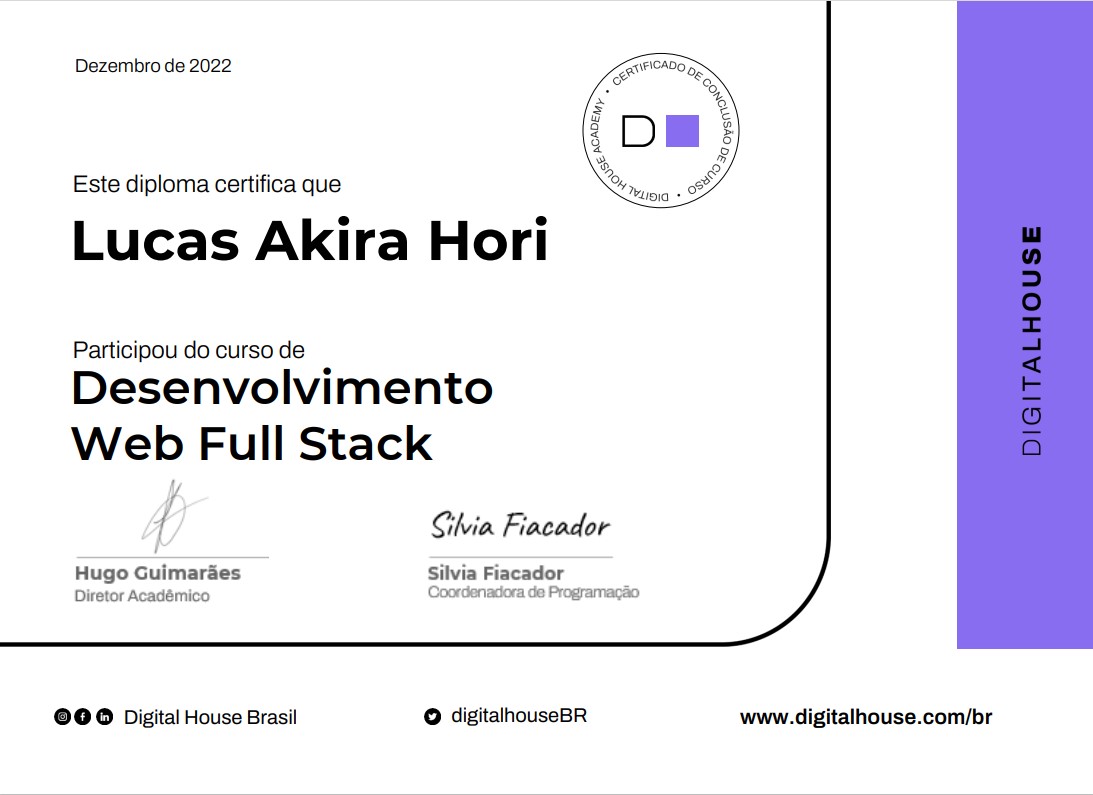 Dezembro de 2022
CERTIFICADO DE CONCLUSÃO DE CURSO • DIGITAL HOUSE ACADEMY •
D
Este diploma certifica que
Lucas Akira Hori
Participou do curso de
Desenvolvimento
Web Full Stack
Silvia Fiacador
Hugo Guimarães
Diretor Acadêmico
Silvia Fiacador
Coordenadora de Programação
DIGITALHOUSE
Digital House Brasil
digitalhouseBR
www.digitalhouse.com/br